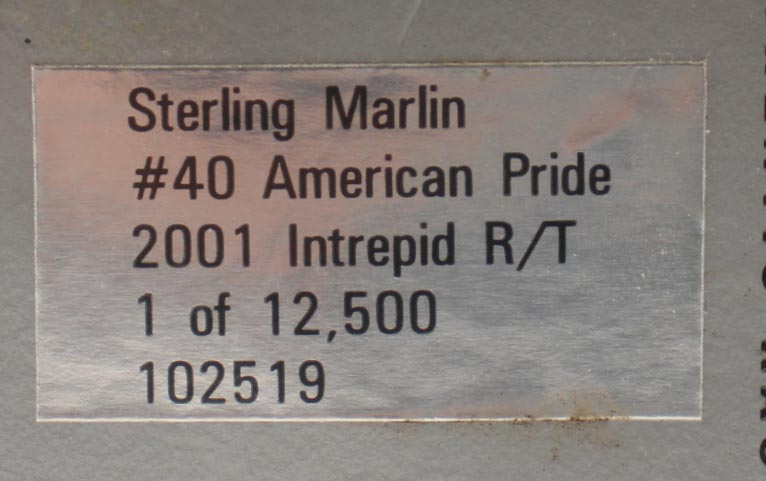 Sterling Marlin
#40 American Pride
2001 Intrepid R/T
1 of 12,500
102519